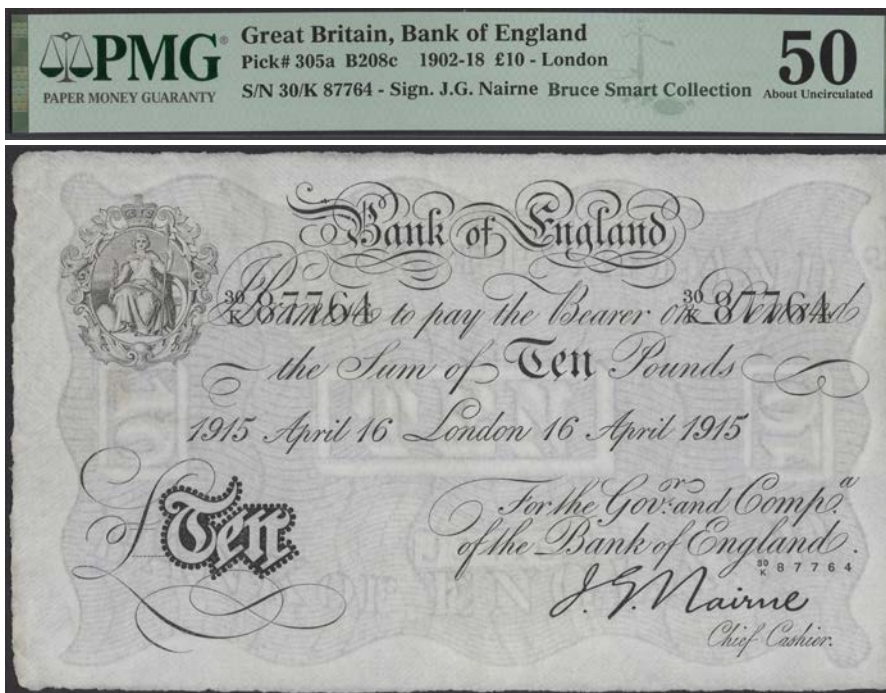 PMG
PAPER MONEY GUARANTY
Great Britain, Bank of England
Pick# 305a B208c 1902-18 £10 - London
S/N 30/K 87764 - Sign. J.G. Nairne Bruce Smart Collection
50
About Uncirculated
Bank of England
30/K 87764 30/K 87764
Promise to pay the Bearer on Demand
the Sum of Ten Pounds
1915 April 16 London 16 April 1915
For the Govr. and Compa.
of the Bank of England.
£Ten
30/K 87764
J. G. Nairne
Chief Cashier.